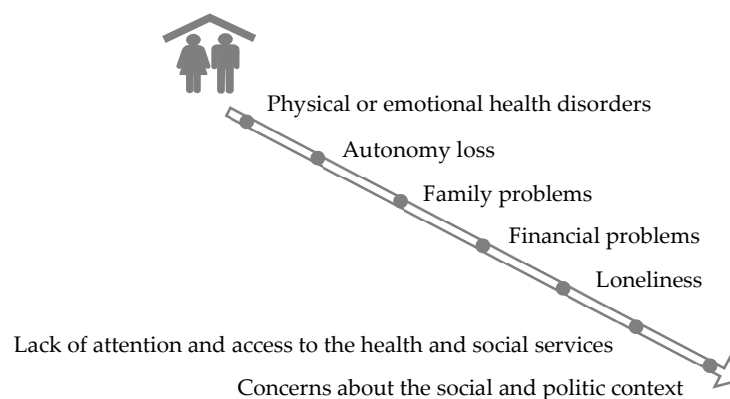 Physical or emotional health disorders
Autonomy loss
Family problems
Financial problems
Loneliness
Lack of attention and access to the health and social services
Concerns about the social and politic context